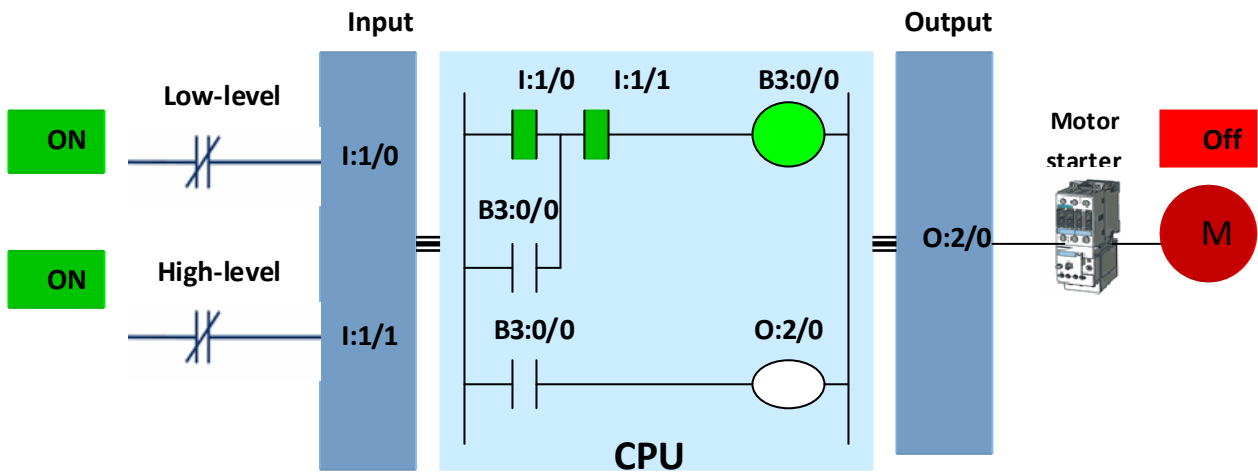 Input
Output
I:1/0
I:1/1
B3:0/0
Low-level
ON
I:1/0
Motor
starter
Off
B3:0/0
O:2/0
M
ON
High-level
I:1/1
B3:0/0
O:2/0
CPU